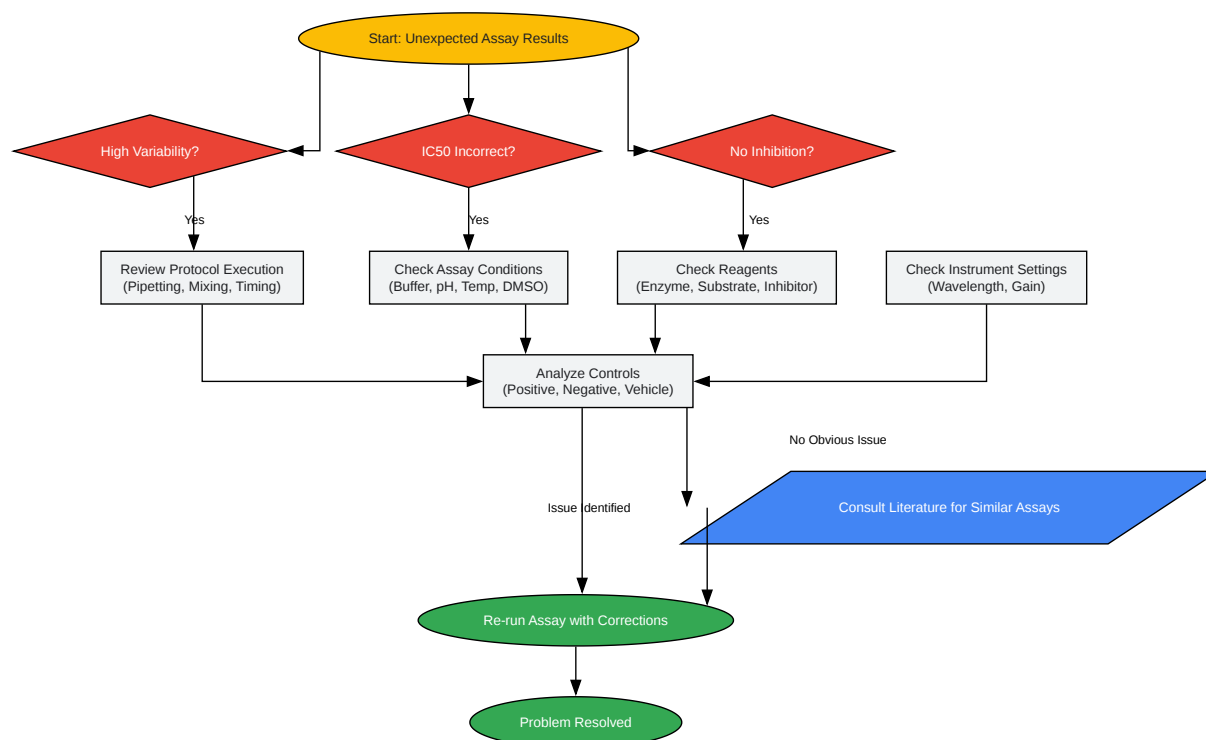 Start: Unexpected Assay Results
High Variability?
IC50 Incorrect?
No Inhibition?
Yes
Yes
Yes
Review Protocol Execution
(Pipetting, Mixing, Timing)
Check Assay Conditions
(Buffer, pH, Temp, DMSO)
Check Reagents
(Enzyme, Substrate, Inhibitor)
Check Instrument Settings
(Wavelength, Gain)
Analyze Controls
(Positive, Negative, Vehicle)
No Obvious Issue
Issue Identified
Consult Literature for Similar Assays
Re-run Assay with Corrections
Problem Resolved